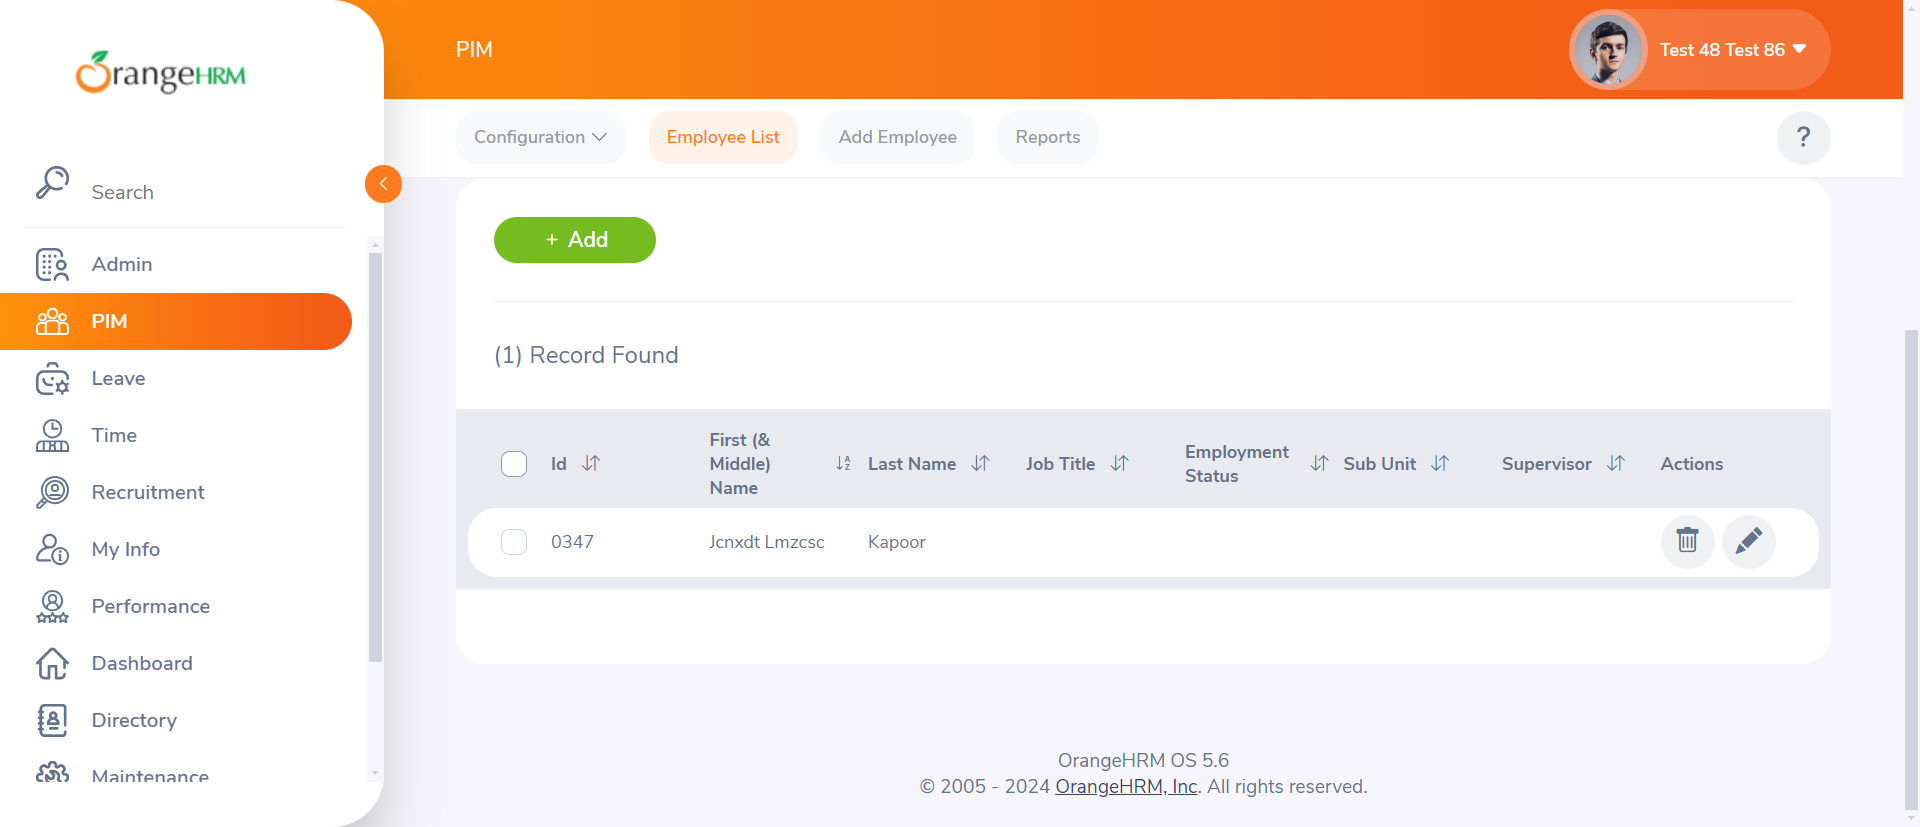 OrangeHRM
PIM
Test 48 Test 86
Search
Configuration
Employee List
Add Employee
Reports
?
Admin
PIM
Leave
Time
Recruitment
My Info
Performance
Dashboard
Directory
Maintenance
+ Add
(1) Record Found
Id
First (&
Middle)
Name
Last Name
Job Title
Employment
Status
Sub Unit
Supervisor
Actions
0347
Jcnxdt Lmzcsc
Kapoor
OrangeHRM OS 5.6
© 2005 - 2024 OrangeHRM, Inc. All rights reserved.